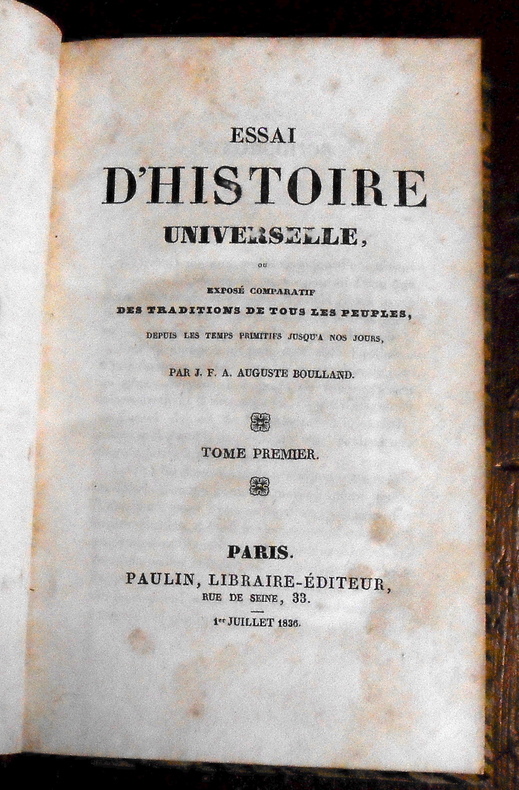 ESSAI
D'HISTOIRE
UNIVERSELLE,
OU
EXPOSÉ COMPARATIF
DES TRADITIONS DE TOUS LES PEUPLES,
DEPUIS LES TEMPS PRIMITIFS JUSQU'A NOS JOURS,
PAR J. F. A. AUGUSTE BOULLAND.
TOME PREMIER.
PARIS.
PAULIN, LIBRAIRE-ÉDITEUR,
RUE DE SEINE, 33.
1er JUILLET 1836.